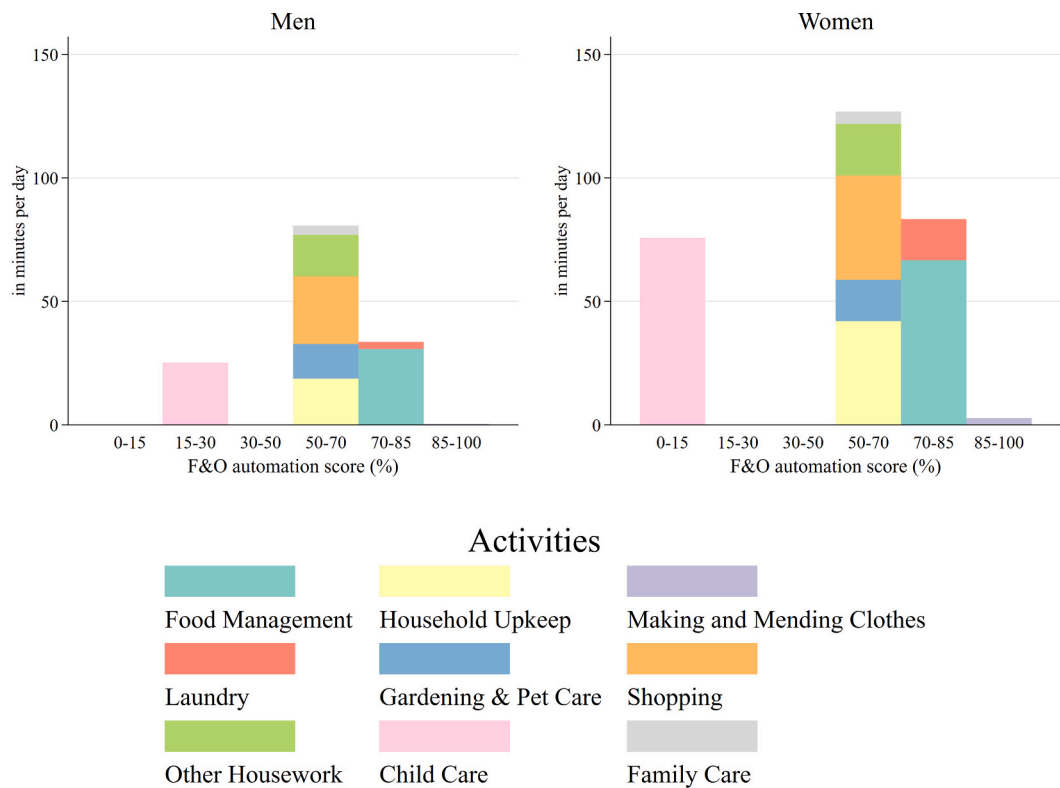 Men
Women
150
100
50
0
in minutes per day
0-15 15-30 30-50 50-70 70-85 85-100
F&O automation score (%)
150
100
50
0
in minutes per day
0-15 15-30 30-50 50-70 70-85 85-100
F&O automation score (%)
Activities
Food Management
Household Upkeep
Making and Mending Clothes
Laundry
Gardening & Pet Care
Shopping
Other Housework
Child Care
Family Care